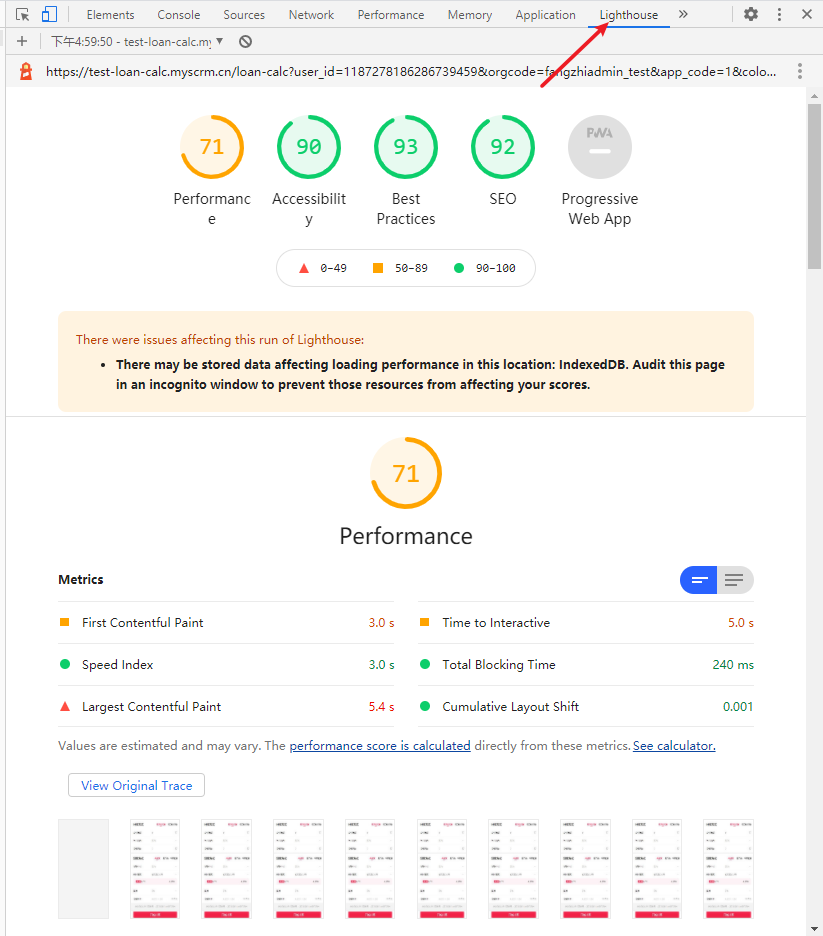 Elements Console Sources Network Performance Memory Application Lighthouse »
下午4:59:50 - test-loan-calc.my
https://test-loan-calc.myscrm.cn/loan-calc?user_id=11872781862867394​59&orgcode=fangzhiadmin_test&app_code=1&colo...
71 90 93 92 PWA
Performanc Accessibilit Best SEO Progressive
e y Practices Web App
0–49 50–89 90–100
There were issues affecting this run of Lighthouse:
• There may be stored data affecting loading performance in this location: IndexedDB. Audit this page
in an incognito window to prevent those resources from affecting your scores.
71
Performance
Metrics
First Contentful Paint 3.0 s Time to Interactive 5.0 s
Speed Index 3.0 s Total Blocking Time 240 ms
Largest Contentful Paint 5.4 s Cumulative Layout Shift 0.001
Values are estimated and may vary. The performance score is calculated directly from these metrics. See calculator.
View Original Trace